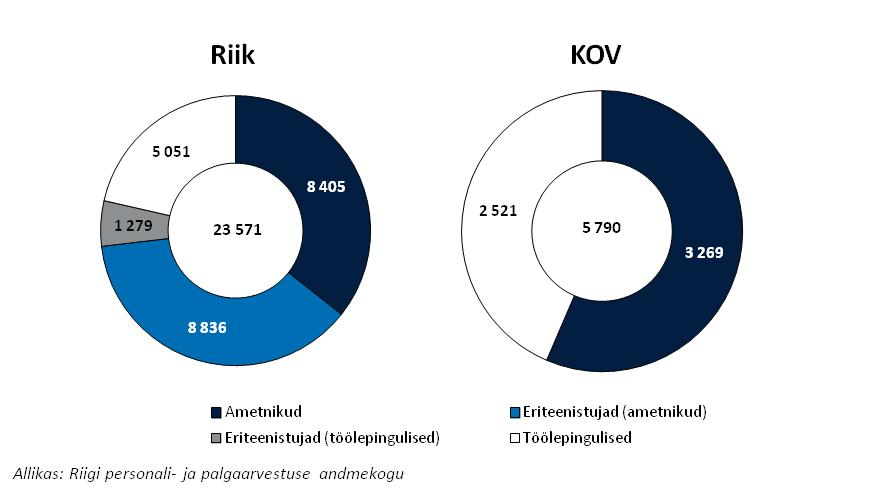 Riik
KOV
5 051
8 405
1 279
23 571
8 836
2 521
5 790
3 269
Ametnikud
Eriteenistujad (ametnikud)
Eriteenistujad (töölepingulised)
Töölepingulised
Allikas: Riigi personali- ja palgaarvestuse andmekogu